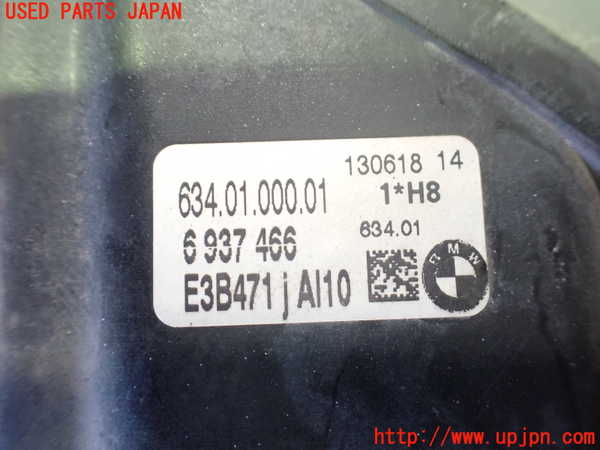 USED PARTS JAPAN
130618 14
634.01.000.01
1*H8
6 937 466
634.01
BMW
E3B471 j AI10
© www.upjpn.com